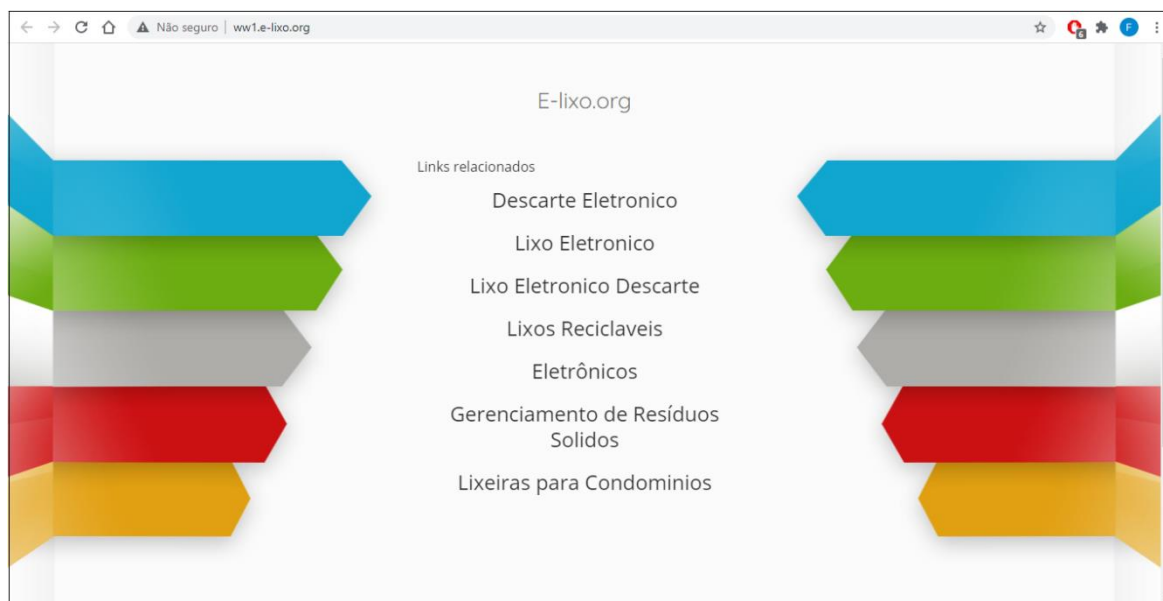 Não seguro | ww1.e-lixo.org
6
F
E-lixo.org
Links relacionados
Descarte Eletronico
Lixo Eletronico
Lixo Eletronico Descarte
Lixos Reciclaveis
Eletrônicos
Gerenciamento de Resíduos
Solidos
Lixeiras para Condominios